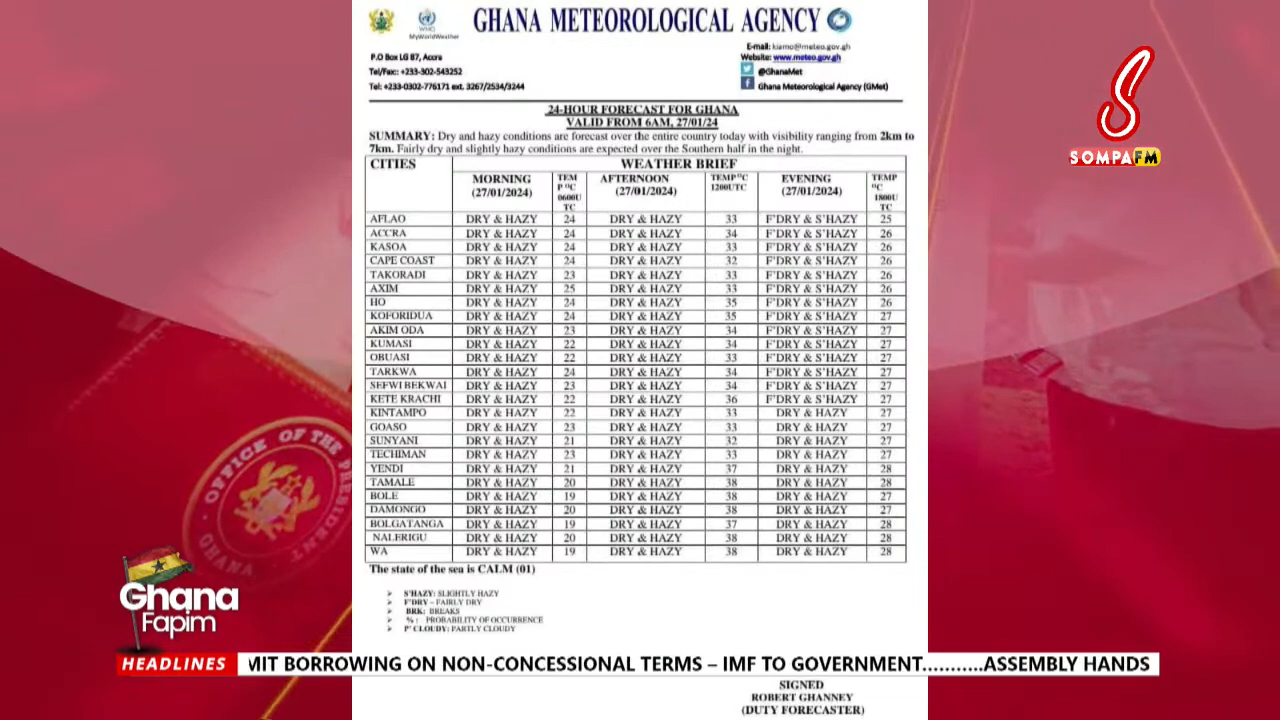 GHANA METEOROLOGICAL AGENCY
WMO
MyWorldWeather
P.O Box LG 87, Accra
Tel/Fax: +233-302-543252
Tel: +233-0302-776171 ext. 3267/2534/3244
E-mail: kiamo@meteo.gov.gh
Website: www.meteo.gov.gh
@GhanaMet
Ghana Meteorological Agency (GMet)
24-HOUR FORECAST FOR GHANA
VALID FROM 6AM, 27/01/24
SUMMARY: Dry and hazy conditions are forecast over the entire country today with visibility ranging from 2km to
7km. Fairly dry and slightly hazy conditions are expected over the Southern half in the night.
CITIES WEATHER BRIEF
MORNING (27/01/2024) TEMP °C 0600UTC AFTERNOON (27/01/2024) TEMP °C 1200UTC EVENING (27/01/2024) TEMP °C 1800UTC
AFLAO DRY & HAZY 24 DRY & HAZY 33 F'DRY & S'HAZY 25
ACCRA DRY & HAZY 24 DRY & HAZY 34 F'DRY & S'HAZY 26
KASOA DRY & HAZY 24 DRY & HAZY 33 F'DRY & S'HAZY 26
CAPE COAST DRY & HAZY 24 DRY & HAZY 32 F'DRY & S'HAZY 26
TAKORADI DRY & HAZY 23 DRY & HAZY 33 F'DRY & S'HAZY 26
AXIM DRY & HAZY 25 DRY & HAZY 33 F'DRY & S'HAZY 26
HO DRY & HAZY 24 DRY & HAZY 35 F'DRY & S'HAZY 26
KOFORIDUA DRY & HAZY 24 DRY & HAZY 35 F'DRY & S'HAZY 27
AKIM ODA DRY & HAZY 23 DRY & HAZY 34 F'DRY & S'HAZY 27
KUMASI DRY & HAZY 22 DRY & HAZY 34 F'DRY & S'HAZY 27
OBUASI DRY & HAZY 22 DRY & HAZY 33 F'DRY & S'HAZY 27
TARKWA DRY & HAZY 24 DRY & HAZY 34 F'DRY & S'HAZY 27
SEFWI BEKWAI DRY & HAZY 23 DRY & HAZY 34 F'DRY & S'HAZY 27
KETE KRACHI DRY & HAZY 22 DRY & HAZY 36 F'DRY & S'HAZY 27
KINTAMPO DRY & HAZY 22 DRY & HAZY 33 DRY & HAZY 27
GOASO DRY & HAZY 23 DRY & HAZY 33 DRY & HAZY 27
SUNYANI DRY & HAZY 21 DRY & HAZY 32 DRY & HAZY 27
TECHIMAN DRY & HAZY 23 DRY & HAZY 33 DRY & HAZY 27
YENDI DRY & HAZY 21 DRY & HAZY 37 DRY & HAZY 28
TAMALE DRY & HAZY 20 DRY & HAZY 38 DRY & HAZY 28
BOLE DRY & HAZY 19 DRY & HAZY 38 DRY & HAZY 27
DAMONGO DRY & HAZY 20 DRY & HAZY 38 DRY & HAZY 27
BOLGATANGA DRY & HAZY 19 DRY & HAZY 37 DRY & HAZY 28
NALERIGU DRY & HAZY 20 DRY & HAZY 38 DRY & HAZY 28
WA DRY & HAZY 19 DRY & HAZY 38 DRY & HAZY 28
The state of the sea is CALM (01)
S'HAZY: SLIGHTLY HAZY
F'DRY – FAIRLY DRY
BRK: BREAKS
% : PROBABILITY OF OCCURRENCE
P' CLOUDY: PARTLY CLOUDY
SIGNED
ROBERT GHANNEY
(DUTY FORECASTER)
SOMPA FM
OFFICE OF THE PRESIDENT
GHANA
Ghana
Fapim
HEADLINES
MIT BORROWING ON NON-CONCESSIONAL TERMS – IMF TO GOVERNMENT...........ASSEMBLY HANDS